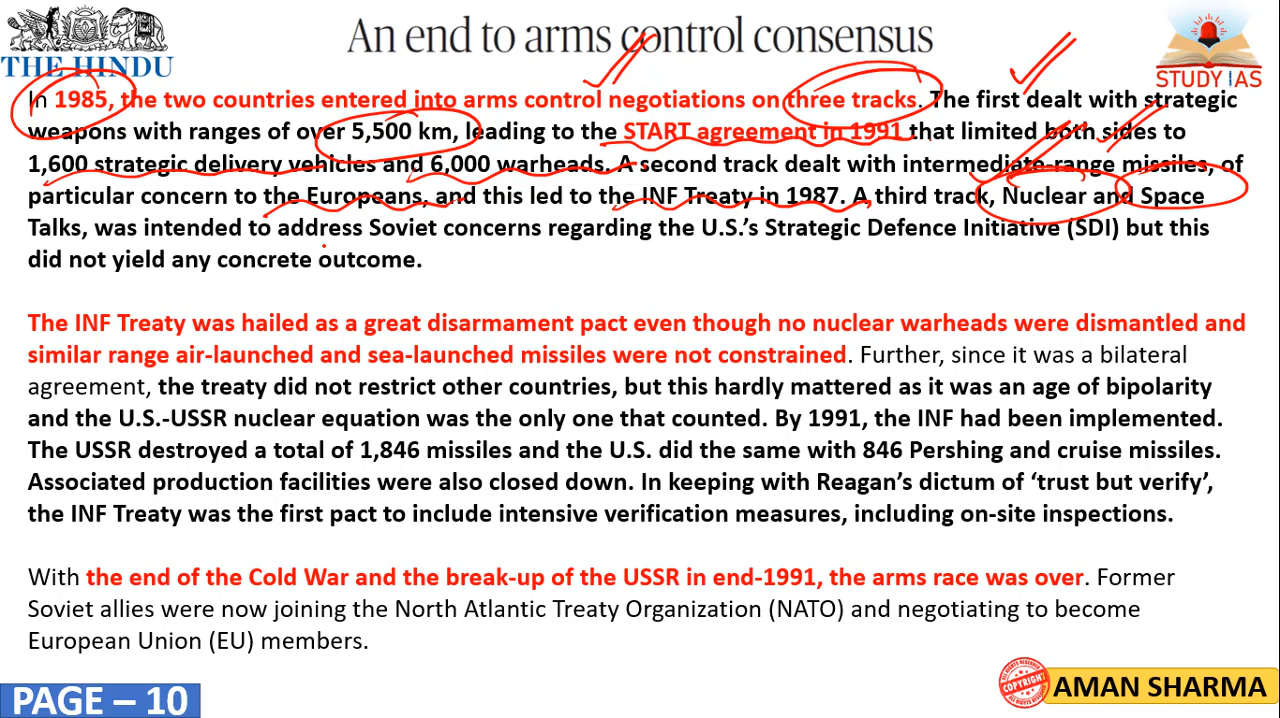 An end to arms control consensus
THE HINDU
STUDY IAS
In 1985, the two countries entered into arms control negotiations on three tracks. The first dealt with strategic
weapons with ranges of over 5,500 km, leading to the START agreement in 1991 that limited both sides to
1,600 strategic delivery vehicles and 6,000 warheads. A second track dealt with intermediate-range missiles, of
particular concern to the Europeans, and this led to the INF Treaty in 1987. A third track, Nuclear and Space
Talks, was intended to address Soviet concerns regarding the U.S.’s Strategic Defence Initiative (SDI) but this
did not yield any concrete outcome.
The INF Treaty was hailed as a great disarmament pact even though no nuclear warheads were dismantled and
similar range air-launched and sea-launched missiles were not constrained. Further, since it was a bilateral
agreement, the treaty did not restrict other countries, but this hardly mattered as it was an age of bipolarity
and the U.S.-USSR nuclear equation was the only one that counted. By 1991, the INF had been implemented.
The USSR destroyed a total of 1,846 missiles and the U.S. did the same with 846 Pershing and cruise missiles.
Associated production facilities were also closed down. In keeping with Reagan’s dictum of ‘trust but verify’,
the INF Treaty was the first pact to include intensive verification measures, including on-site inspections.
With the end of the Cold War and the break-up of the USSR in end-1991, the arms race was over. Former
Soviet allies were now joining the North Atlantic Treaty Organization (NATO) and negotiating to become
European Union (EU) members.
PAGE – 10
COPYRIGHT
AMAN SHARMA